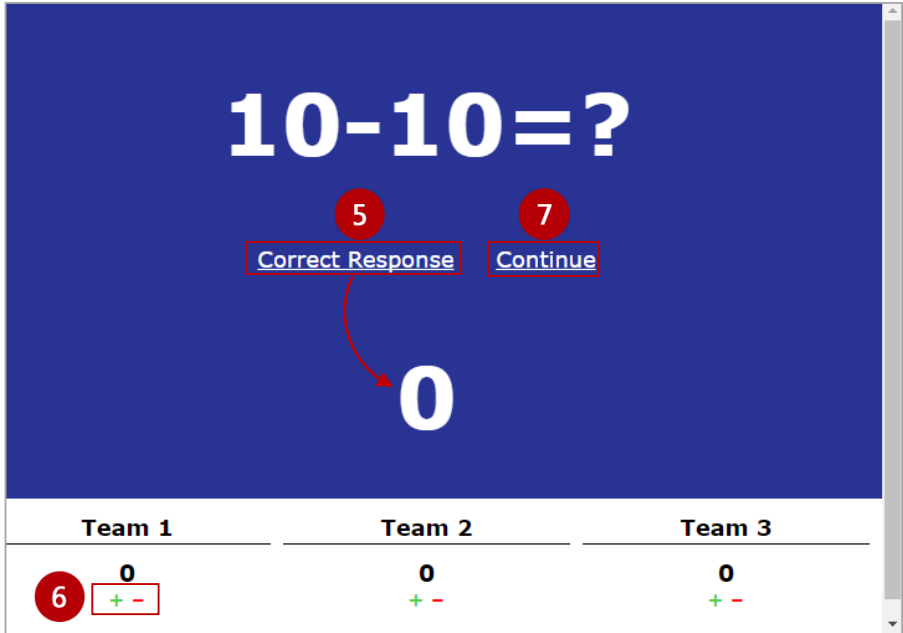 10-10=?
5 7
Correct Response Continue
0
Team 1 Team 2 Team 3
0 0 0
6 + - + - + -